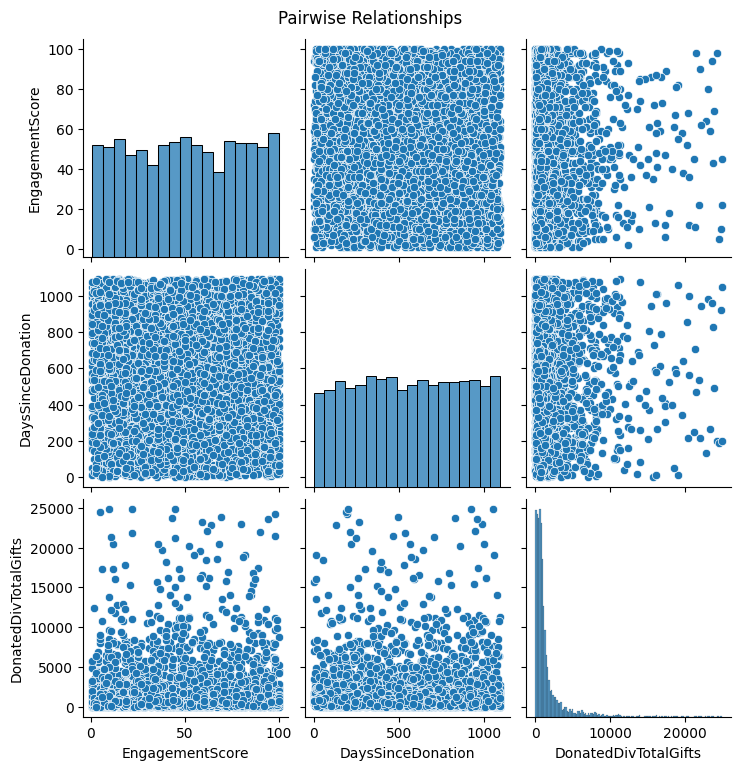 Pairwise Relationships
100
80
60
40
20
0
EngagementScore
1000
800
600
400
200
0
DaysSinceDonation
25000
20000
15000
10000
5000
0
DonatedDivTotalGifts
0 50 100
0 500 1000
0 10000 20000
EngagementScore
DaysSinceDonation
DonatedDivTotalGifts